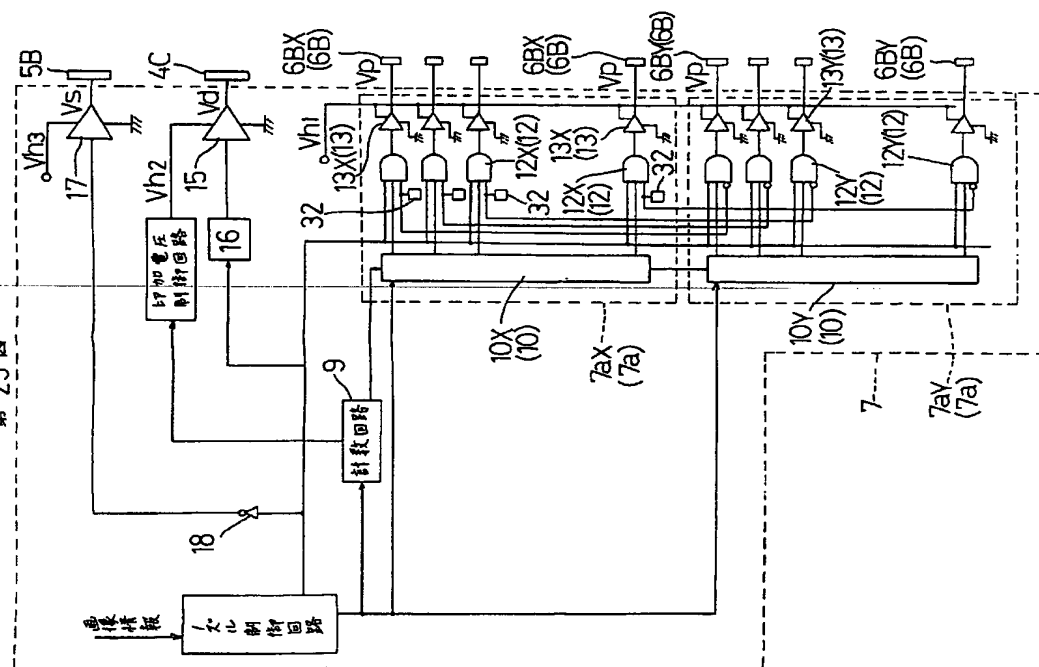 第 25 図
画像情報
ノズル
制御回路
18
印加電圧
制御回路
計数回路
9
16
Vh3
17
Vs
5B
Vh2
15
Vd
4C
Vh1
6BX
(6B)
Vp
13X(13)
32
12X(12)
32
13X
(13)
12X
(12)
32
6BX
(6B)
Vp
6BY(6B)
Vp
13Y(13)
12Y
(12)
12Y(12)
6BY
(6B)
10X
(10)
7aX
(7a)
10Y
(10)
7
7aY
(7a)